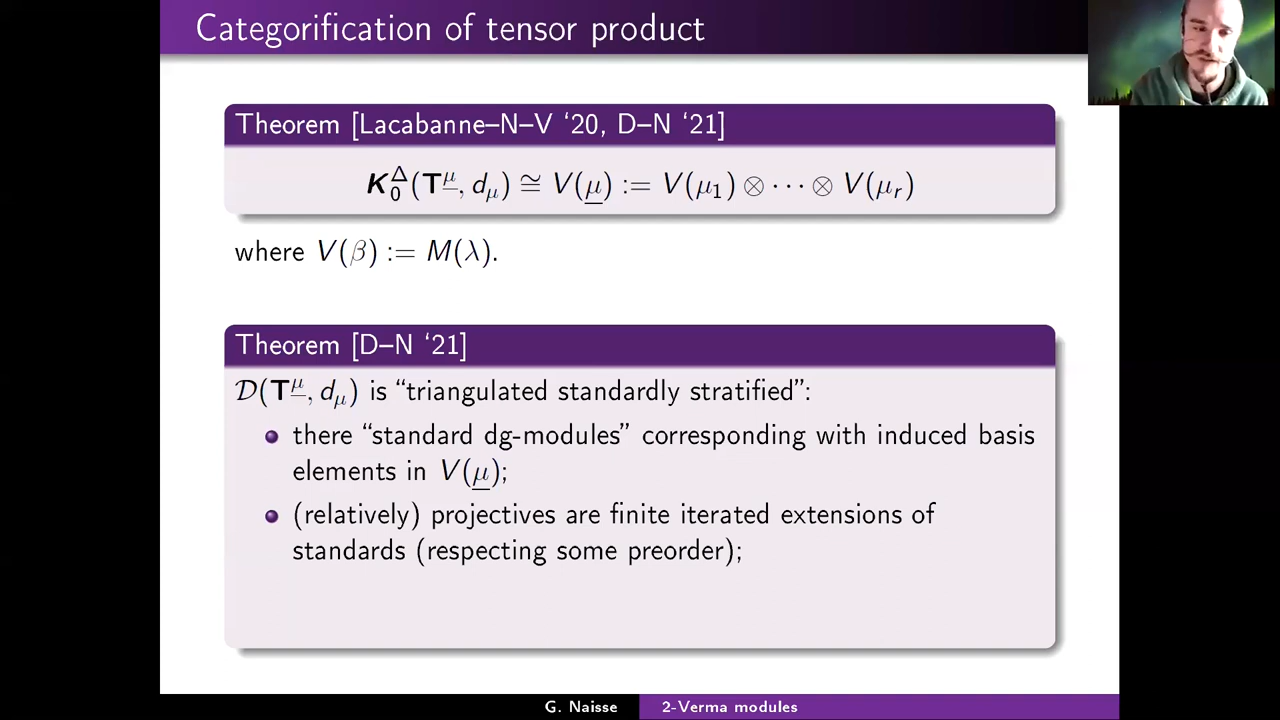 Categorification of tensor product
Theorem [Lacabanne–N–V ‘20, D–N ‘21]
K₀^Δ(T^μ̲, d_μ) ≅ V(μ̲) := V(μ₁) ⊗ ··· ⊗ V(μᵣ)
where V(β) := M(λ).
Theorem [D–N ‘21]
𝒟(T^μ̲, d_μ) is “triangulated standardly stratified”:
there “standard dg-modules” corresponding with induced basis
elements in V(μ̲);
(relatively) projectives are finite iterated extensions of
standards (respecting some preorder);
G. Naisse 2-Verma modules